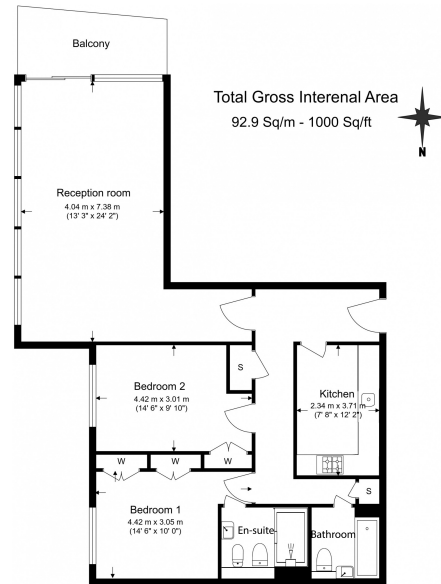 Balcony
Total Gross Interenal Area
92.9 Sq/m - 1000 Sq/ft
N
Reception room
4.04 m x 7.38 m
(13' 3" x 24' 2")
S
Bedroom 2
4.42 m x 3.01 m
(14' 6" x 9' 10")
Kitchen
2.34 m x 3.71 m
(7' 8" x 12' 2")
W
W
W
S
Bedroom 1
4.42 m x 3.05 m
(14' 6" x 10' 0")
En-suite
Bathroom